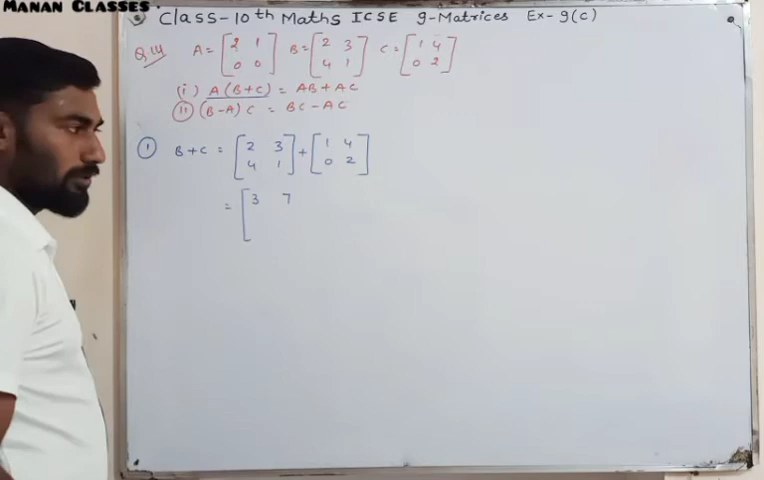 MANAN CLASSES
Class-10th Maths ICSE 9-Matrices Ex-9(c)
Q.14 A = [2 1 B = [2 3 C = [1 4
0 0] 4 1] 0 2]
(i) A(B+C) = AB + AC
(ii) (B-A)C = BC - AC
(i) B+C = [2 3 + [1 4
4 1] 0 2]
= [3 7